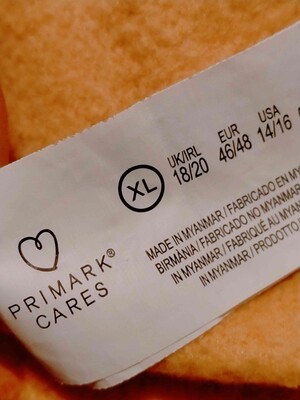 PRIMARK®
CARES
XL
UK/IRL
18/20
EUR
46/48
USA
14/16
MADE IN MYANMAR / FABRICADO EN
BIRMANIA / FABRICADO NO MYANMAR
IN MYANMAR / FABRIQUÉ AU MYANMAR
IN MYANMAR / PRODOTTO